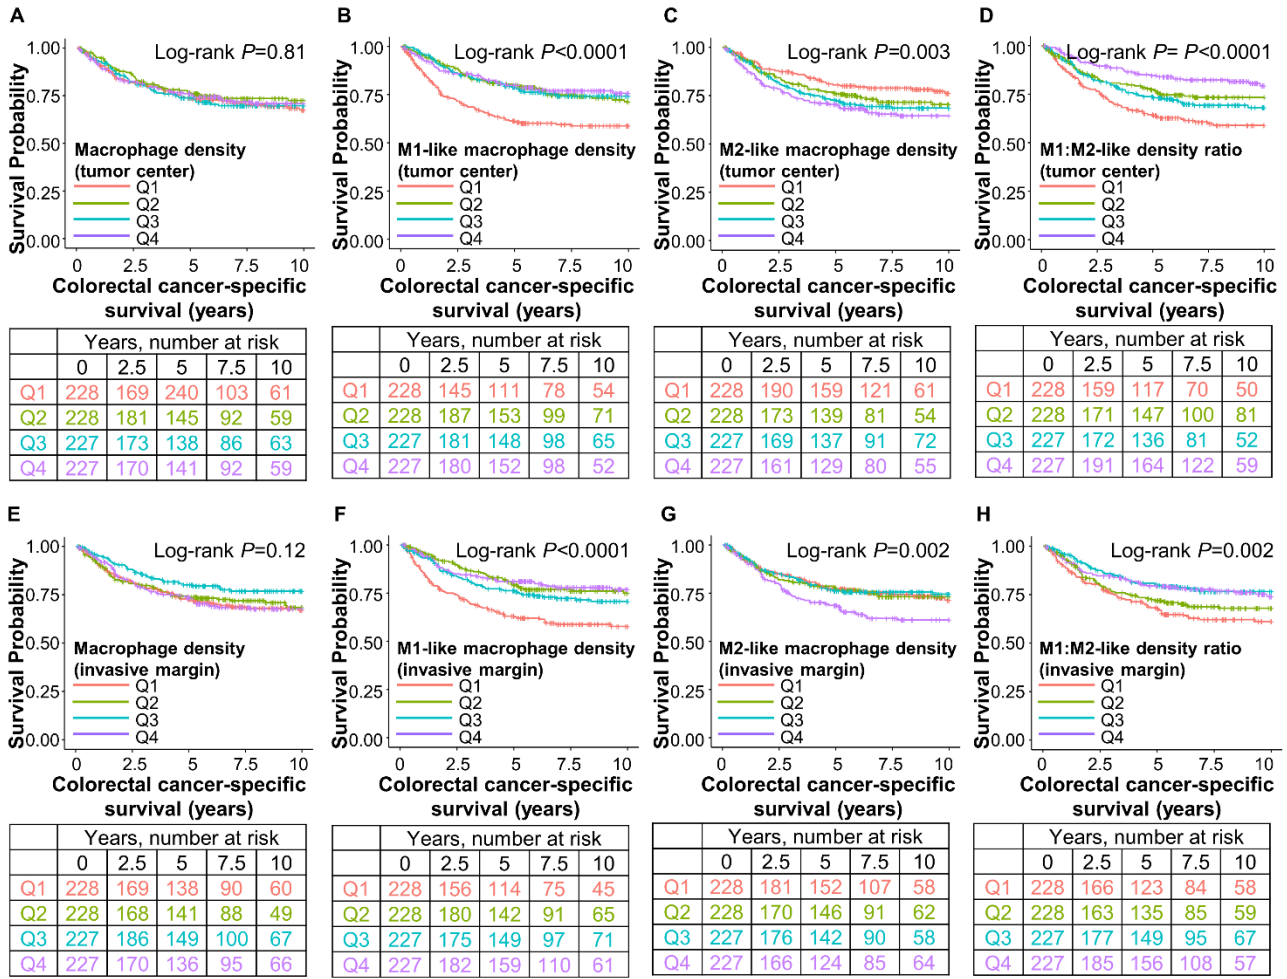 A
Log-rank P=0.81
Survival Probability
1.00
0.75
0.50
0.25
0.00
Macrophage density
(tumor center)
Q1
Q2
Q3
Q4
0 2.5 5 7.5 10
Colorectal cancer-specific
survival (years)
Years, number at risk
0 2.5 5 7.5 10
Q1 228 169 240 103 61
Q2 228 181 145 92 59
Q3 227 173 138 86 63
Q4 227 170 141 92 59
B
Log-rank P<0.0001
Survival Probability
1.00
0.75
0.50
0.25
0.00
M1-like macrophage density
(tumor center)
Q1
Q2
Q3
Q4
0 2.5 5 7.5 10
Colorectal cancer-specific
survival (years)
Years, number at risk
0 2.5 5 7.5 10
Q1 228 145 111 78 54
Q2 228 187 153 99 71
Q3 227 181 148 98 65
Q4 227 180 152 98 52
C
Log-rank P=0.003
Survival Probability
1.00
0.75
0.50
0.25
0.00
M2-like macrophage density
(tumor center)
Q1
Q2
Q3
Q4
0 2.5 5 7.5 10
Colorectal cancer-specific
survival (years)
Years, number at risk
0 2.5 5 7.5 10
Q1 228 190 159 121 61
Q2 228 173 139 81 54
Q3 227 169 137 91 72
Q4 227 161 129 80 55
D
Log-rank P= P<0.0001
Survival Probability
1.00
0.75
0.50
0.25
0.00
M1:M2-like density ratio
(tumor center)
Q1
Q2
Q3
Q4
0 2.5 5 7.5 10
Colorectal cancer-specific
survival (years)
Years, number at risk
0 2.5 5 7.5 10
Q1 228 159 117 70 50
Q2 228 171 147 100 81
Q3 227 172 136 81 52
Q4 227 191 164 122 59
E
Log-rank P=0.12
Survival Probability
1.00
0.75
0.50
0.25
0.00
Macrophage density
(invasive margin)
Q1
Q2
Q3
Q4
0 2.5 5 7.5 10
Colorectal cancer-specific
survival (years)
Years, number at risk
0 2.5 5 7.5 10
Q1 228 169 138 90 60
Q2 228 168 141 88 49
Q3 227 186 149 100 67
Q4 227 170 136 95 66
F
Log-rank P<0.0001
Survival Probability
1.00
0.75
0.50
0.25
0.00
M1-like macrophage density
(invasive margin)
Q1
Q2
Q3
Q4
0 2.5 5 7.5 10
Colorectal cancer-specific
survival (years)
Years, number at risk
0 2.5 5 7.5 10
Q1 228 156 114 75 45
Q2 228 180 142 91 65
Q3 227 175 149 97 71
Q4 227 182 159 110 61
G
Log-rank P=0.002
Survival Probability
1.00
0.75
0.50
0.25
0.00
M2-like macrophage density
(invasive margin)
Q1
Q2
Q3
Q4
0 2.5 5 7.5 10
Colorectal cancer-specific
survival (years)
Years, number at risk
0 2.5 5 7.5 10
Q1 228 181 152 107 58
Q2 228 170 146 91 62
Q3 227 176 142 90 58
Q4 227 166 124 85 64
H
Log-rank P=0.002
Survival Probability
1.00
0.75
0.50
0.25
0.00
M1:M2-like density ratio
(invasive margin)
Q1
Q2
Q3
Q4
0 2.5 5 7.5 10
Colorectal cancer-specific
survival (years)
Years, number at risk
0 2.5 5 7.5 10
Q1 228 166 123 84 58
Q2 228 163 135 85 59
Q3 227 177 149 95 67
Q4 227 185 156 108 57